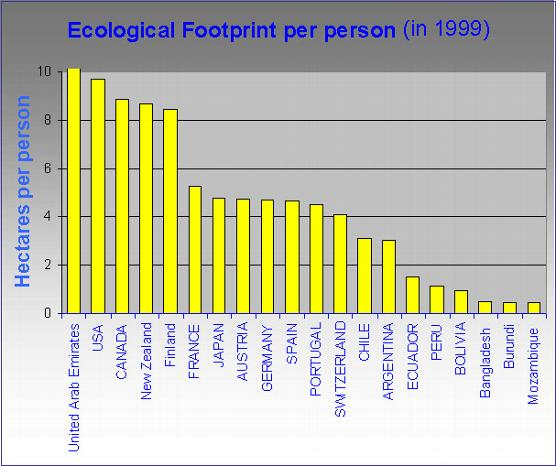 Ecological Footprint per person (in 1999)
Hectares per person
10
8
6
4
2
0
United Arab Emirates
USA
CANADA
New Zealand
Finland
FRANCE
JAPAN
AUSTRIA
GERMANY
SPAIN
PORTUGAL
SWITZERLAND
CHILE
ARGENTINA
ECUADOR
PERU
BOLIVIA
Bangladesh
Burundi
Mozambique